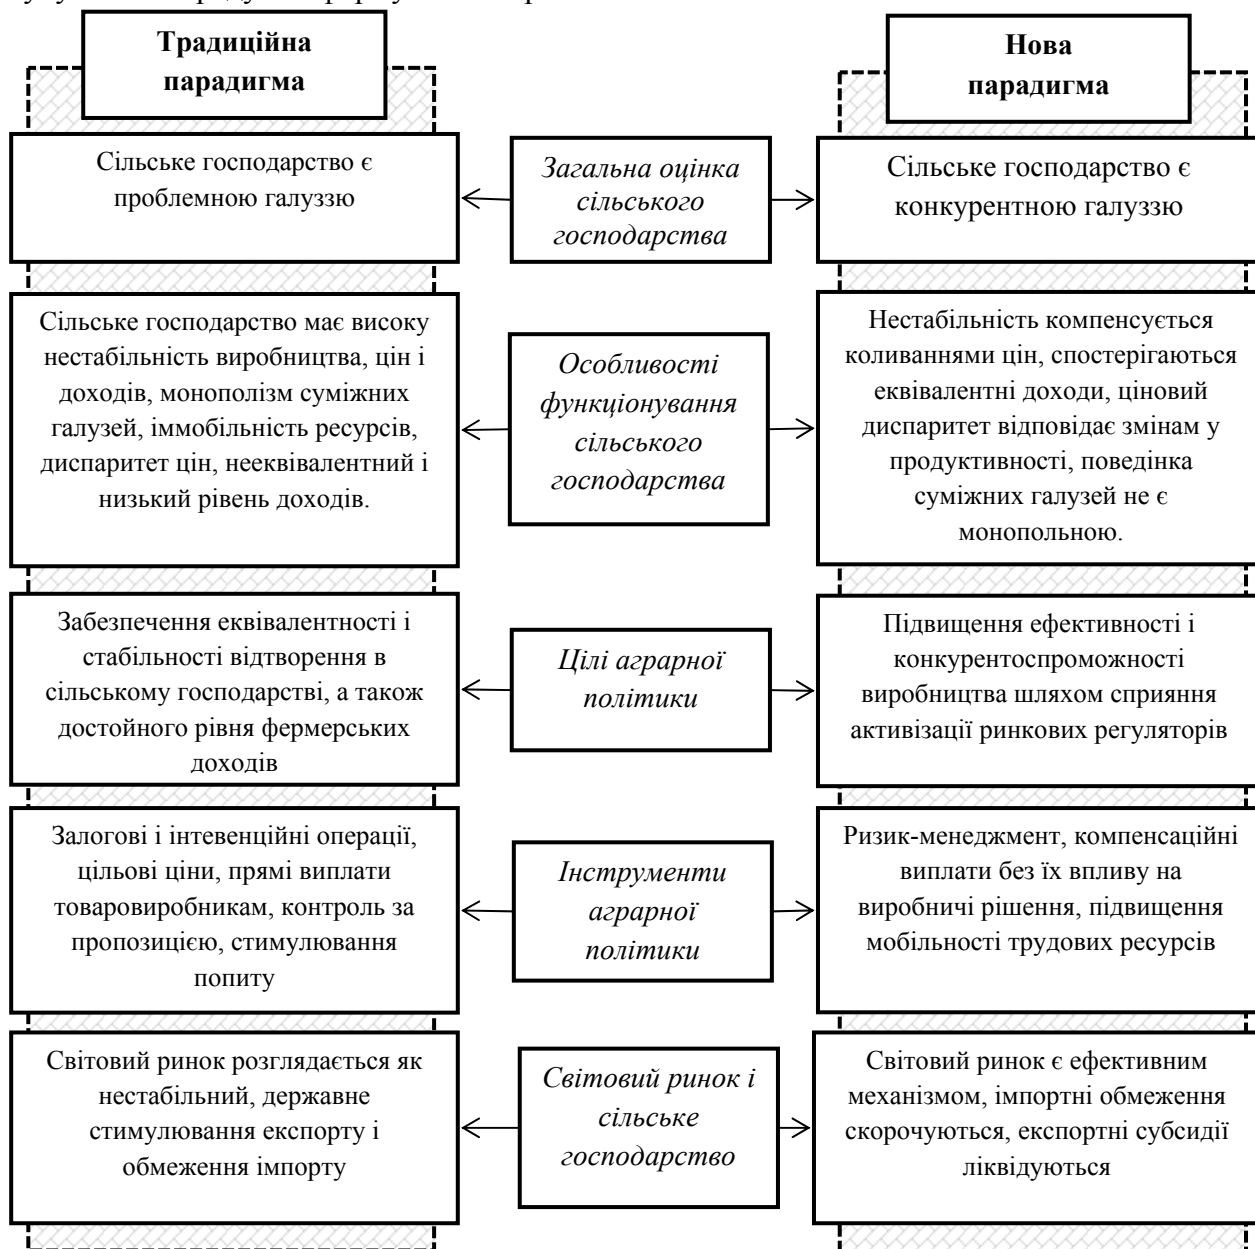 Традиційна
парадигма
Нова
парадигма
Сільське господарство є
проблемною галуззю
Загальна оцінка
сільського
господарства
Сільське господарство є
конкурентною галуззю
Сільське господарство має високу
нестабільність виробництва, цін і
доходів, монополізм суміжних
галузей, іммобільність ресурсів,
диспаритет цін, нееквівалентний і
низький рівень доходів.
Особливості
функціонування
сільського
господарства
Нестабільність компенсується
коливаннями цін, спостерігаються
еквівалентні доходи, ціновий
диспаритет відповідає змінам у
продуктивності, поведінка
суміжних галузей не є
монопольною.
Забезпечення еквівалентності і
стабільності відтворення в
сільському господарстві, а також
достойного рівня фермерських
доходів
Цілі аграрної
політики
Підвищення ефективності і
конкурентоспроможності
виробництва шляхом сприяння
активізації ринкових регуляторів
Залогові і інтевенційні операції,
цільові ціни, прямі виплати
товаровиробникам, контроль за
пропозицією, стимулювання
попиту
Інструменти
аграрної
політики
Ризик-менеджмент, компенсаційні
виплати без їх впливу на
виробничі рішення, підвищення
мобільності трудових ресурсів
Світовий ринок розглядається як
нестабільний, державне
стимулювання експорту і
обмеження імпорту
Світовий ринок і
сільське
господарство
Світовий ринок є ефективним
механізмом, імпортні обмеження
скорочуються, експортні субсидії
ліквідуються